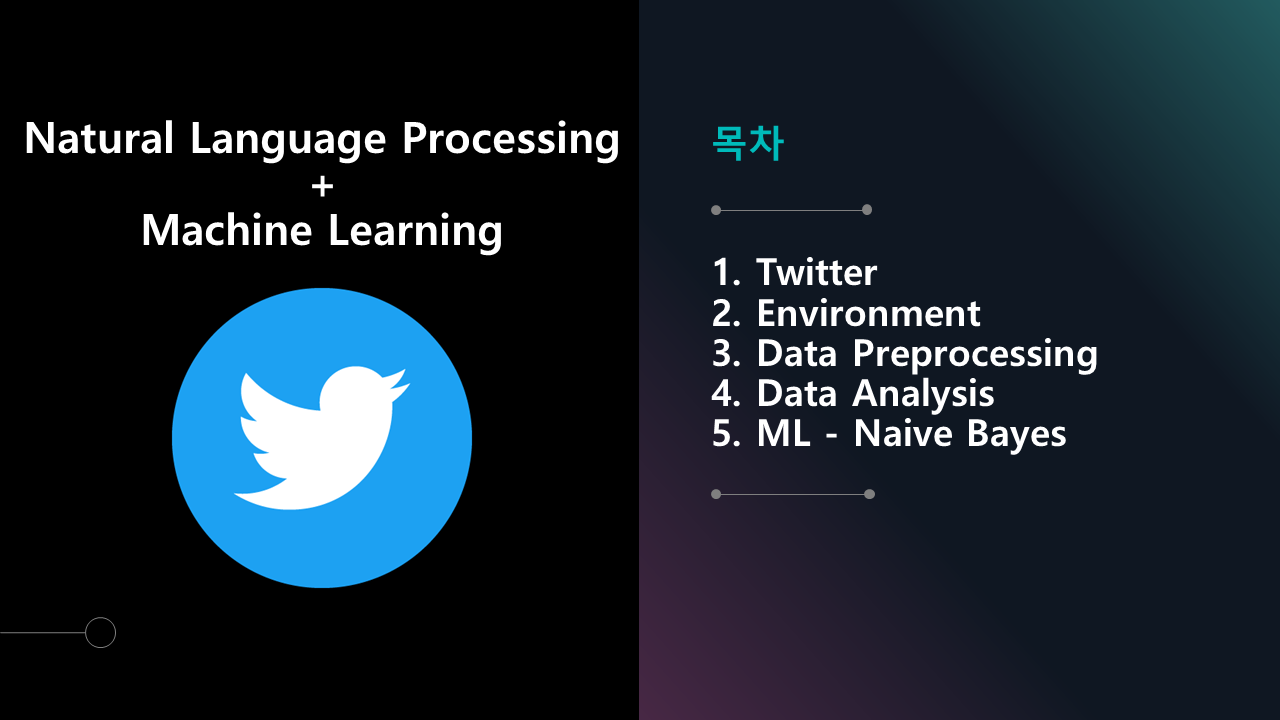 Natural Language Processing
+
Machine Learning
목차
1. Twitter
2. Environment
3. Data Preprocessing
4. Data Analysis
5. ML - Naive Bayes